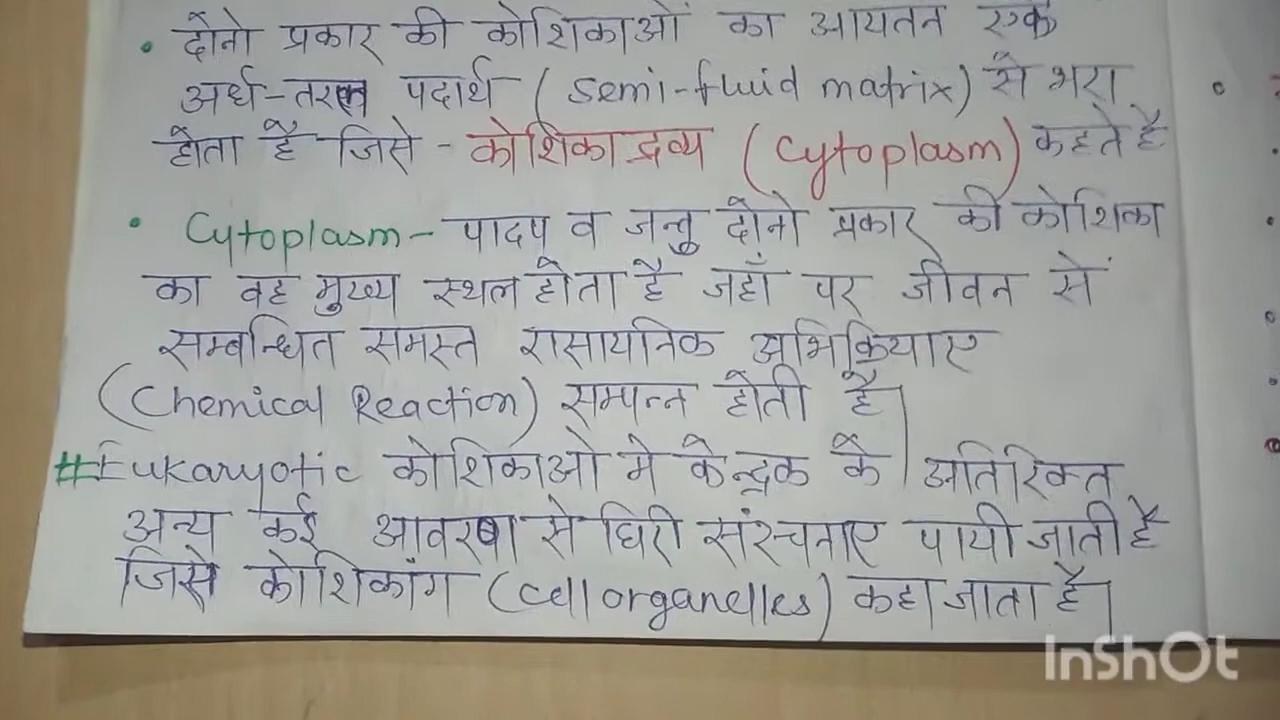 • दोनो प्रकार की कोशिकाओं का आयतन एक
अर्ध-तरल पदार्थ (semi-fluid matrix) से भरा
होता है जिसे - कोशिका द्रव्य (Cytoplasm) कहते है
• Cytoplasm - पादप व जन्तु दोनो प्रकार की कोशिका
का वह मुख्य स्थल होता है जहाँ पर जीवन से
सम्बन्धित समस्त रासायनिक अभिक्रियाए
(Chemical Reaction) सम्पन्न होती है।
#Eukaryotic कोशिकाओ मे केन्द्रक के अतिरिक्त
अन्य कई आवरण से घिरी संरचनाए पायी जाती है
जिसे कोशिकांग (cell organelles) कहा जाता है।
InShOt